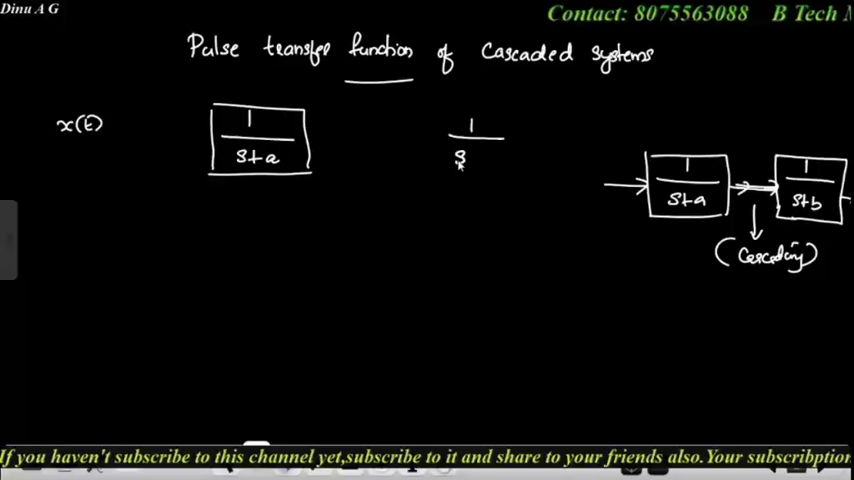 Dinu A G
Contact: 8075563088 B Tech
Pulse transfer function of Cascaded Systems
x(t)
1
S+a
1
S
1
S+a
1
S+b
(Cascading)
If you haven't subscribe to this channel yet,subscribe to it and share to your friends also.Your subscribption